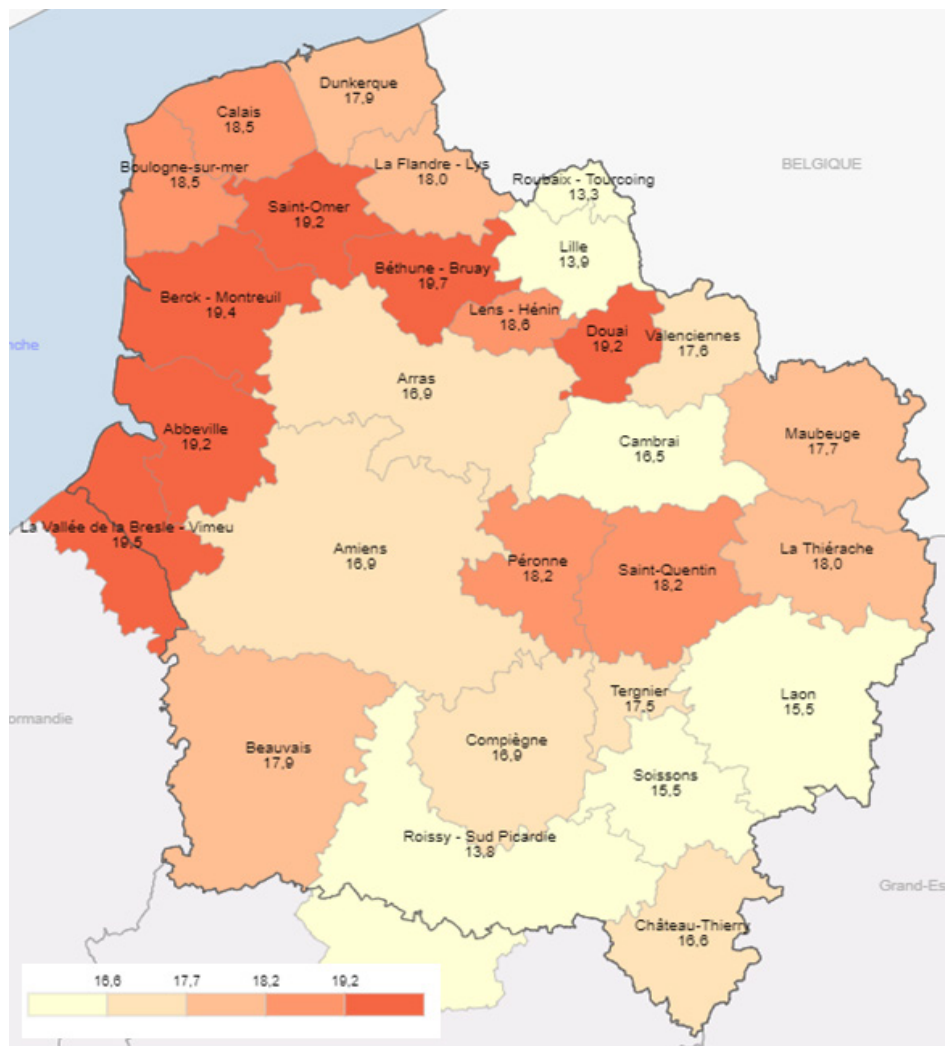 Dunkerque
17,9
Calais
18,5
Boulogne-sur-mer
18,5
La Flandre - Lys
18,0
BELGIQUE
Roubaix - Tourcoing
13,3
Saint-Omer
19,2
Lille
13,9
Béthune - Bruay
19,7
Berck - Montreuil
19,4
Lens - Hénin
18,6
Douai
19,2
Valenciennes
17,6
nche
Arras
16,9
Abbeville
19,2
Cambrai
16,5
Maubeuge
17,7
La Vallée de la Bresle - Vimeu
19,5
Amiens
16,9
Péronne
18,2
Saint-Quentin
18,2
La Thiérache
18,0
Tergnier
17,5
Laon
15,5
ormandie
Beauvais
17,9
Compiègne
16,9
Soissons
15,5
Roissy - Sud Picardie
13,8
Grand-Es
Château-Thierry
16,6
16,6 17,7 18,2 19,2